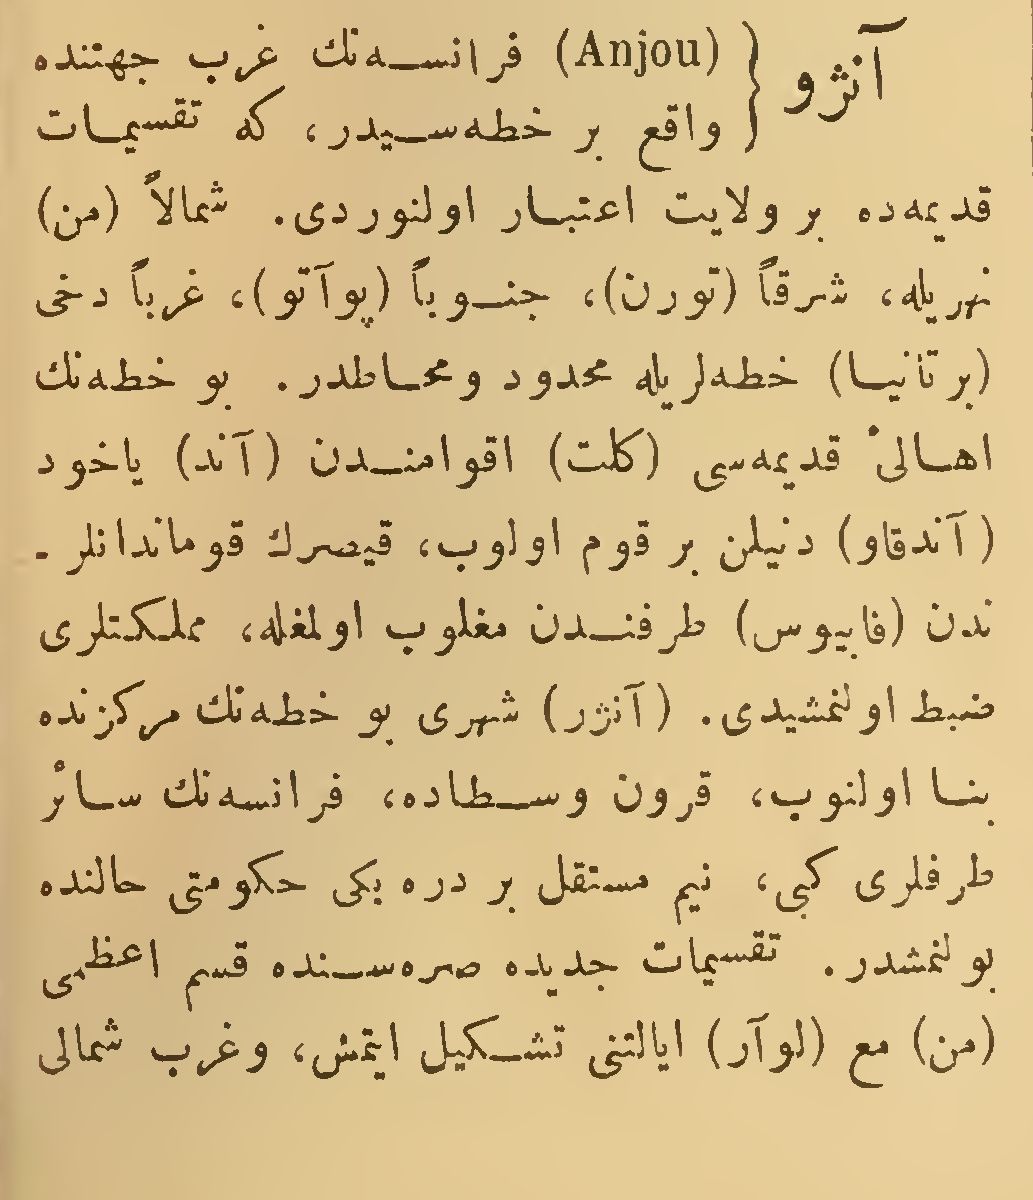 آنژو } (Anjou) فرانسه‌نك غرب جهتنده
واقع بر خطه‌سیدر، كه تقسیمات
قدیمه‌ده بر ولایت اعتبار اولنوردی. شمالاً (من)
نهریله، شرقاً (تورن)، جنوباً (پوآتو)، غرباً دخی
(برتانیا) خطه‌لریله محدود ومحاطدر. بو خطه‌نك
اهالیٔ قدیمه‌سی (كلت) اقوامندن (آند) یاخود
(آندقاو) دنیلن بر قوم اولوب، قیصرك قوماندانلر-
ندن (فابیوس) طرفندن مغلوب اولمغله، مملكتلری
ضبط اولنمشیدی. (آنژر) شهری بو خطه‌نك مركزنده
بنا اولنوب، قرون وسطاده، فرانسه‌نك سائر
طرفلری كبی، نیم مستقل بر دره بكی حكومتی حالنده
بولنمشدر. تقسیمات جدیده صره‌سنده قسم اعظمی
(من) مع (لوآر) ایالتنی تشكیل ایتمش، وغرب شمالی